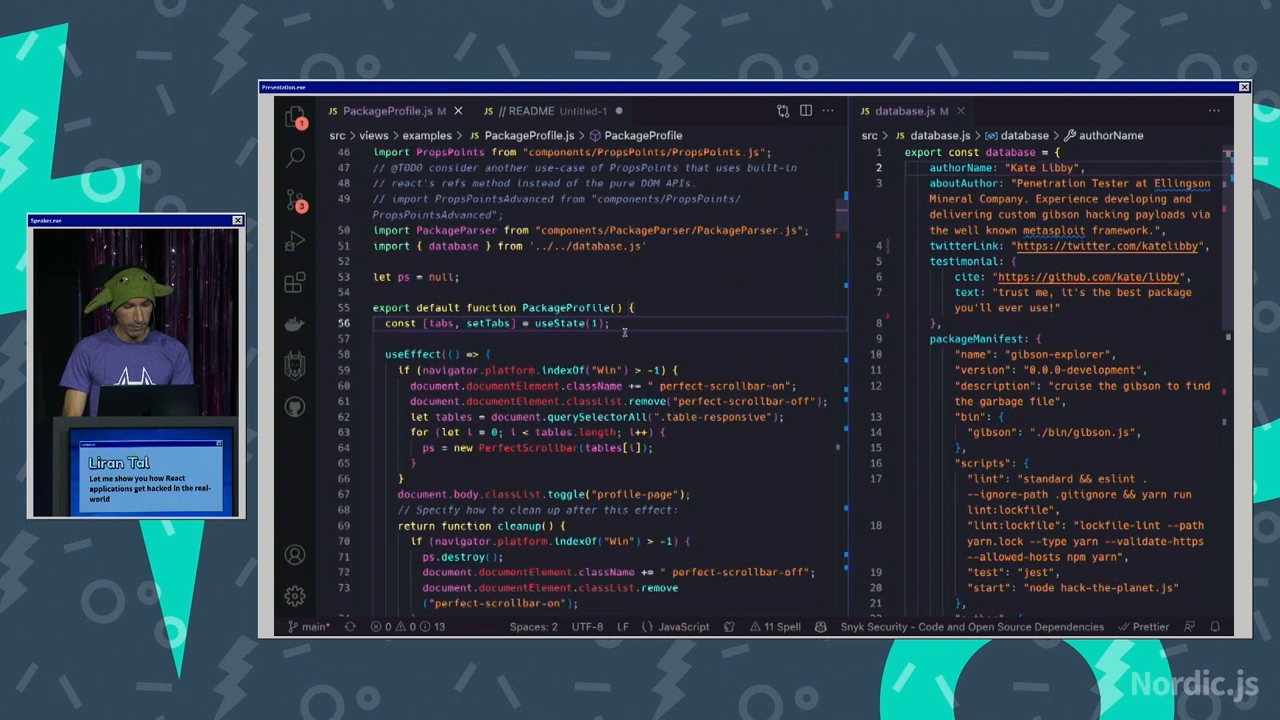 Presentation.exe
JS PackageProfile.js M
JS // README Untitled-1
src > views > examples > JS PackageProfile.js > PackageProfile
46 import PropsPoints from "components/PropsPoints/PropsPoints.js";
47 // @TODO consider another use-case of PropsPoints that uses built-in
48 // react's refs method instead of the pure DOM APIs.
49 // import PropsPointsAdvanced from "components/PropsPoints/
PropsPointsAdvanced";
50 import PackageParser from "components/PackageParser/PackageParser.js";
51 import { database } from '../../database.js'
52
53 let ps = null;
54
55 export default function PackageProfile() {
56 const [tabs, setTabs] = useState(1);
57
58 useEffect(() => {
59 if (navigator.platform.indexOf("Win") > -1) {
60 document.documentElement.className += " perfect-scrollbar-on";
61 document.documentElement.classList.remove("perfect-scrollbar-off");
62 let tables = document.querySelectorAll(".table-responsive");
63 for (let i = 0; i < tables.length; i++) {
64 ps = new PerfectScrollbar(tables[i]);
65 }
66 }
67 document.body.classList.toggle("profile-page");
68 // Specify how to clean up after this effect:
69 return function cleanup() {
70 if (navigator.platform.indexOf("Win") > -1) {
71 ps.destroy();
72 document.documentElement.className += " perfect-scrollbar-off";
73 document.documentElement.classList.remove
("perfect-scrollbar-on");
JS database.js M
src > JS database.js > database > authorName
1 export const database = {
2 authorName: "Kate Libby",
3 aboutAuthor: "Penetration Tester at Ellingson
Mineral Company. Experience developing and
delivering custom gibson hacking payloads via
the well known metasploit framework.",
4 twitterLink: "https://twitter.com/katelibby",
5 testimonial: {
6 cite: "https://github.com/kate/libby",
7 text: "trust me, it's the best package
you'll ever use!"
8 },
9 packageManifest: {
10 "name": "gibson-explorer",
11 "version": "0.0.0-development",
12 "description": "cruise the gibson to find
the garbage file",
13 "bin": {
14 "gibson": "./bin/gibson.js",
15 },
16 "scripts": {
17 "lint": "standard && eslint .
--ignore-path .gitignore && yarn run
lint:lockfile",
18 "lint:lockfile": "lockfile-lint --path
yarn.lock --type yarn --validate-https
--allowed-hosts npm yarn",
19 "test": "jest",
20 "start": "node hack-the-planet.js"
21 },
1
3
main* 0 0 13 Spaces: 2 UTF-8 LF { } JavaScript 11 Spell Snyk Security - Code and Open Source Dependencies Prettier
Speaker.exe
Liran Tal
Let me show you how React
applications get hacked in the real-
world
Nordic.js